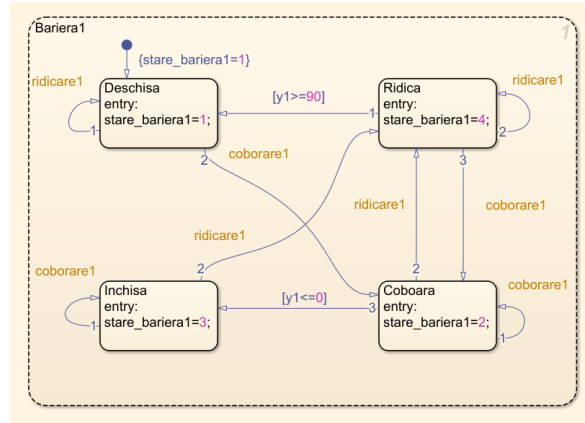 Bariera1
1
{stare_bariera1=1}
ridicare1
Deschisa
entry:
stare_bariera1=1;
1
2
[y1>=90]
Ridica
entry:
stare_bariera1=4;
1
2
3
ridicare1
coborare1
ridicare1
coborare1
ridicare1
coborare1
Inchisa
entry:
stare_bariera1=3;
1
2
[y1<=0]
Coboara
entry:
stare_bariera1=2;
2
3
1
coborare1